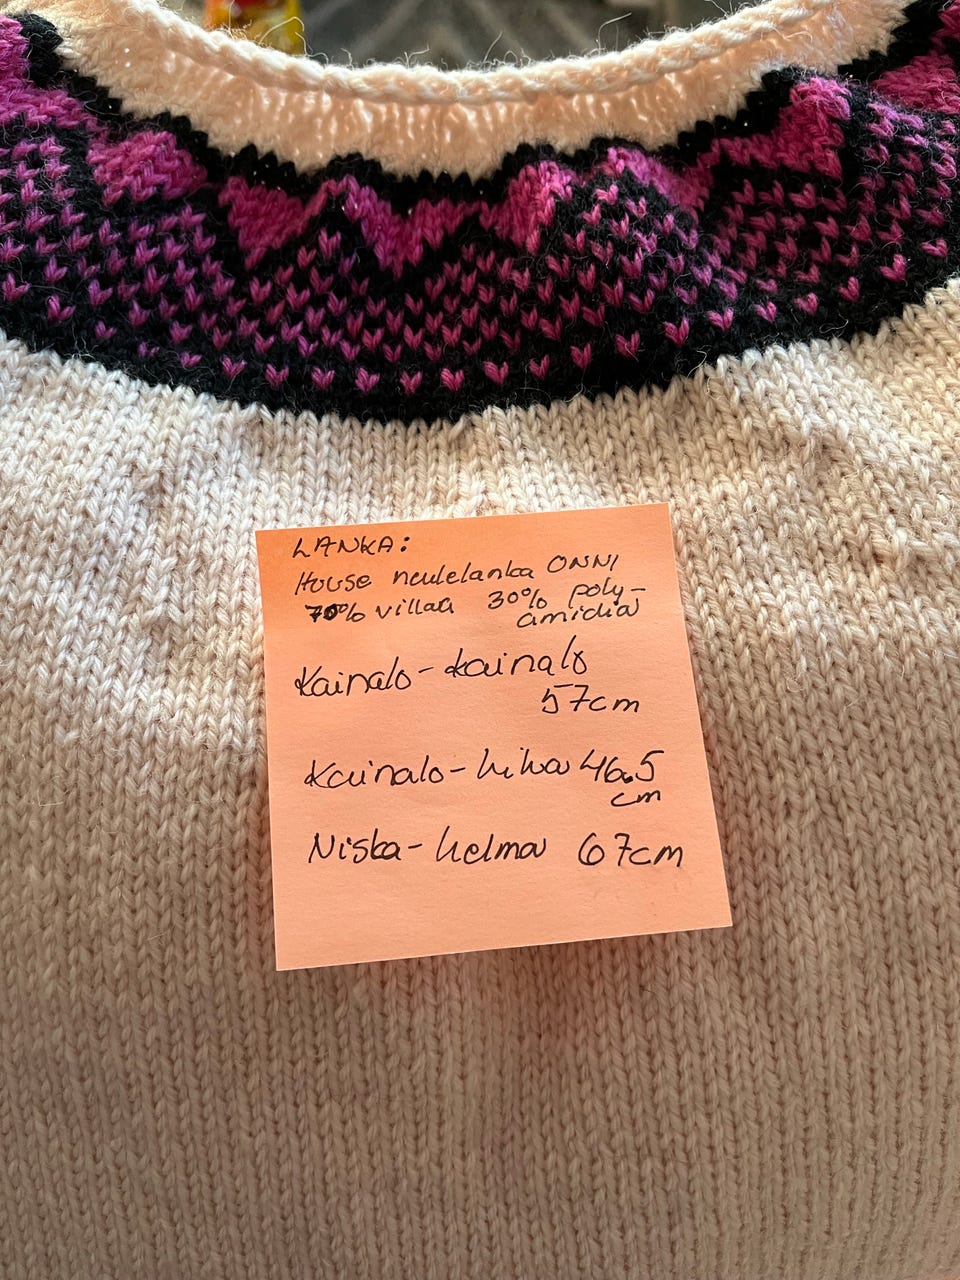 LANKA:
House neulelanka ONNI
70% villaa 30% poly-
amidia
Kainalo-kainalo
57cm
Kainalo-hiha 46.5
cm
Niska-helma 67cm